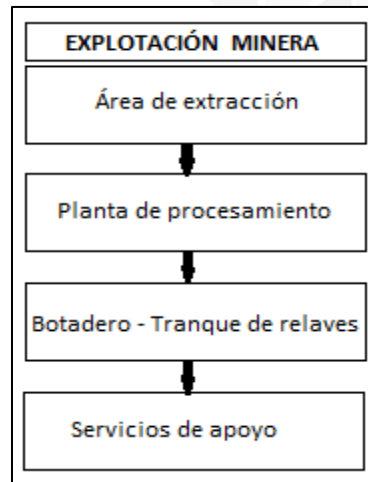 EXPLOTACIÓN MINERA
Área de extracción
Planta de procesamiento
Botadero - Tranque de relaves
Servicios de apoyo